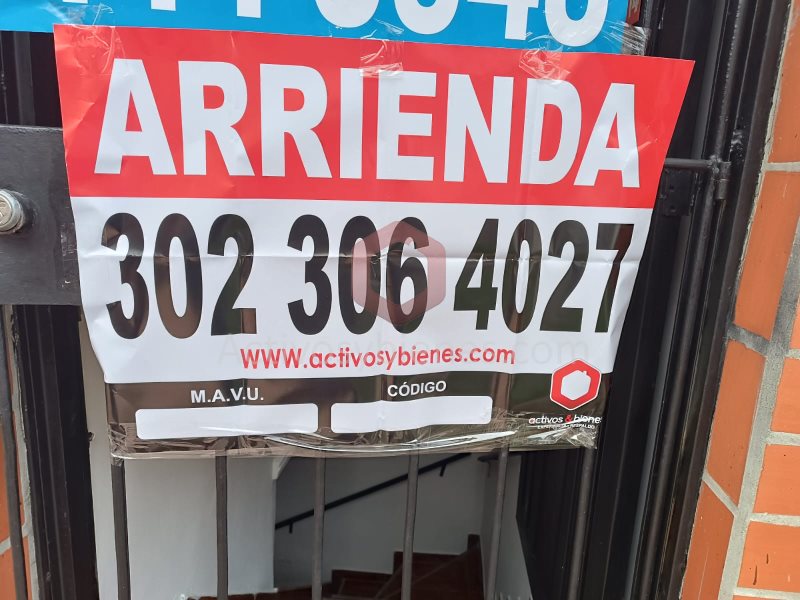 ARRIENDA
302 306 4027
www.activosybienes.com
M.A.V.U.
CÓDIGO
activos & bienes